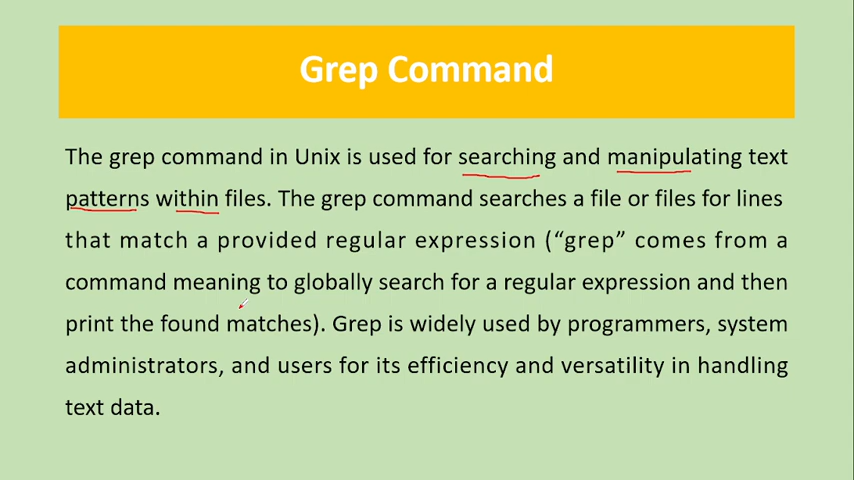 Grep Command
The grep command in Unix is used for searching and manipulating text
patterns within files. The grep command searches a file or files for lines
that match a provided regular expression (“grep” comes from a
command meaning to globally search for a regular expression and then
print the found matches). Grep is widely used by programmers, system
administrators, and users for its efficiency and versatility in handling
text data.